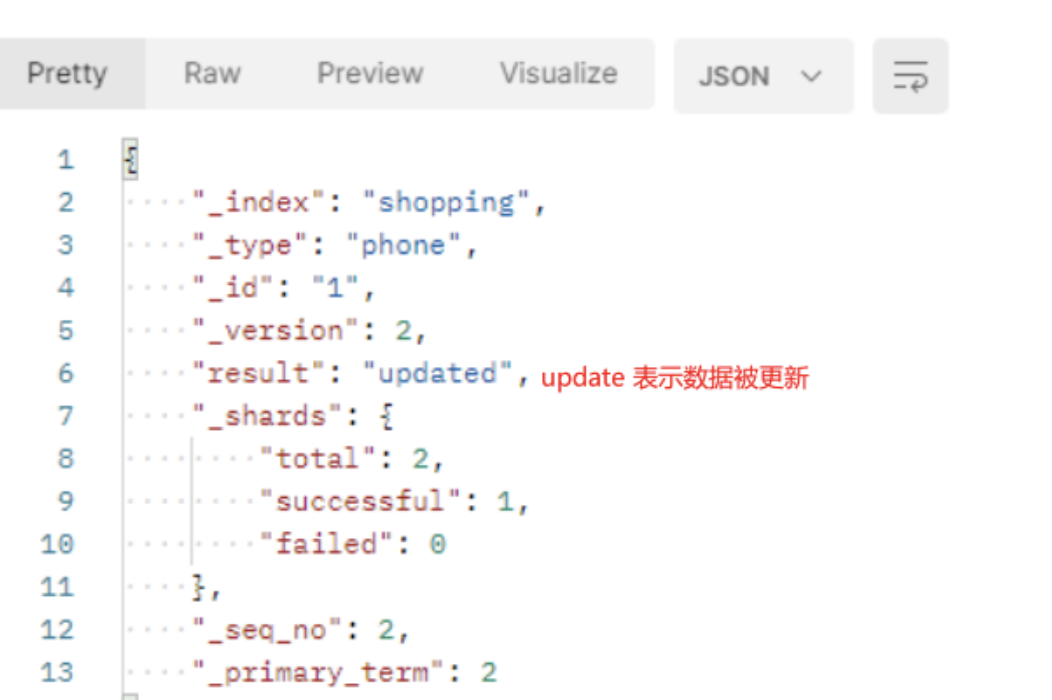 Pretty Raw Preview Visualize JSON
1 {
2 "_index": "shopping",
3 "_type": "phone",
4 "_id": "1",
5 "_version": 2,
6 "result": "updated", update 表示数据被更新
7 "_shards": {
8 "total": 2,
9 "successful": 1,
10 "failed": 0
11 },
12 "_seq_no": 2,
13 "_primary_term": 2